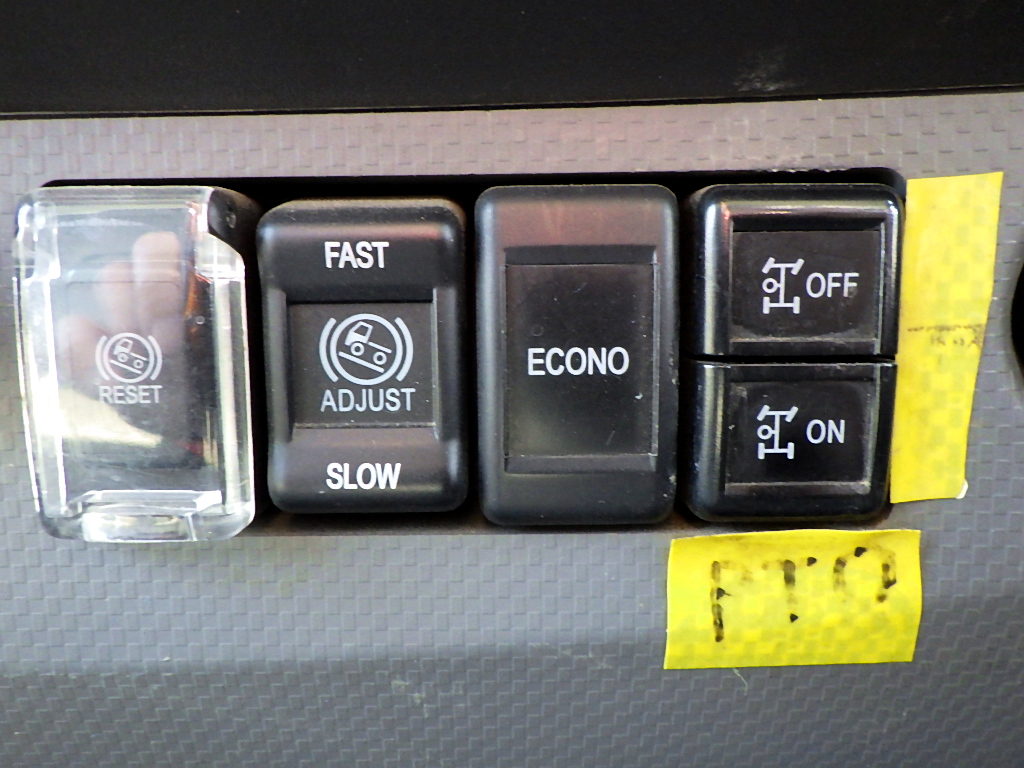 RESET
FAST
ADJUST
SLOW
ECONO
OFF
ON
PTO